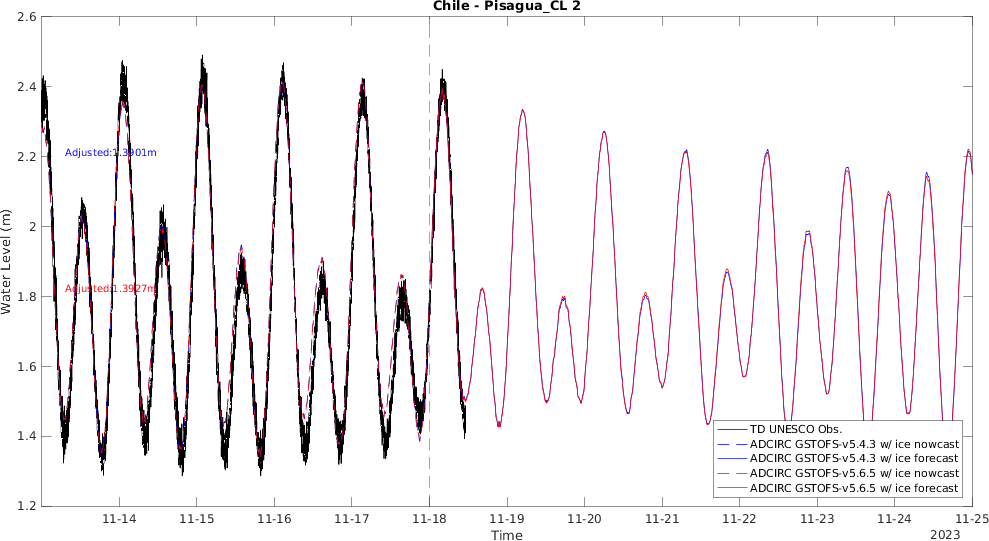 Chile - Pisagua_CL 2
2.6
2.4
2.2
2
1.8
1.6
1.4
1.2
Water Level (m)
Adjusted:1.3901m
Adjusted:1.3927m
TD UNESCO Obs.
ADCIRC GSTOFS-v5.4.3 w/ ice nowcast
ADCIRC GSTOFS-v5.4.3 w/ ice forecast
ADCIRC GSTOFS-v5.6.5 w/ ice nowcast
ADCIRC GSTOFS-v5.6.5 w/ ice forecast
11-14 11-15 11-16 11-17 11-18 11-19 11-20 11-21 11-22 11-23 11-24 11-25
Time
2023